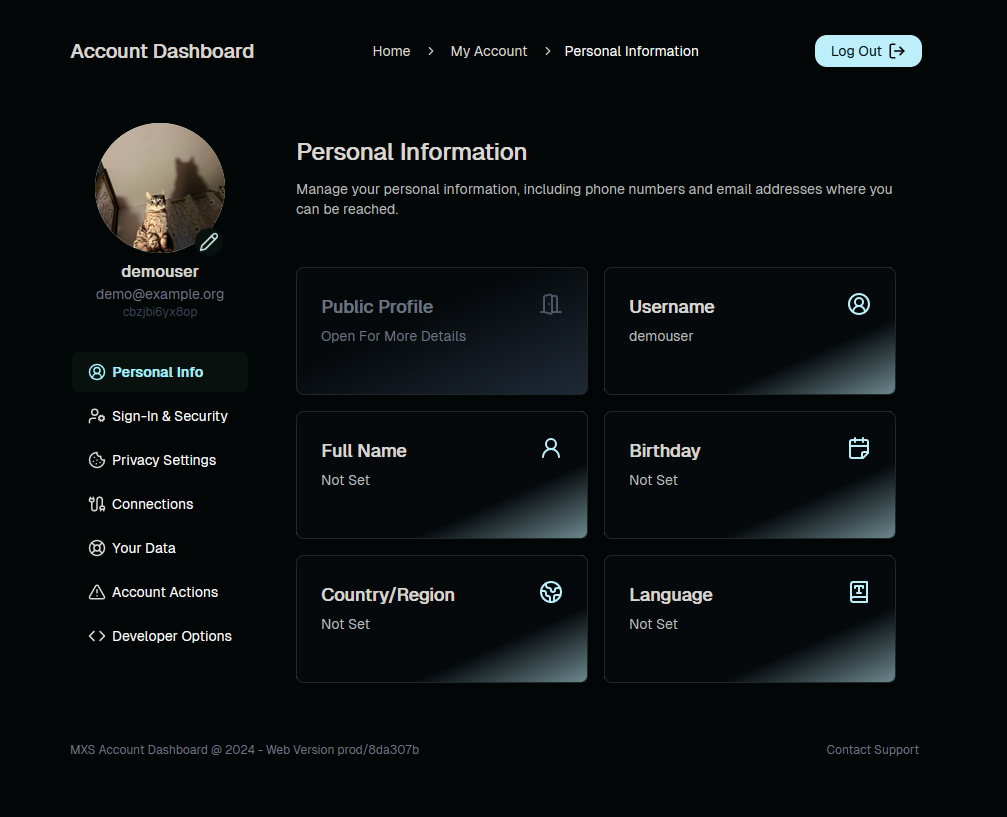 Account Dashboard
Home
My Account
Personal Information
Log Out
demouser
demo@example.org
cbzjbi6yx8op
Personal Info
Sign-In & Security
Privacy Settings
Connections
Your Data
Account Actions
Developer Options
Personal Information
Manage your personal information, including phone numbers and email addresses where you
can be reached.
Public Profile
Open For More Details
Username
demouser
Full Name
Not Set
Birthday
Not Set
Country/Region
Not Set
Language
Not Set
MXS Account Dashboard @ 2024 - Web Version prod/8da307b
Contact Support